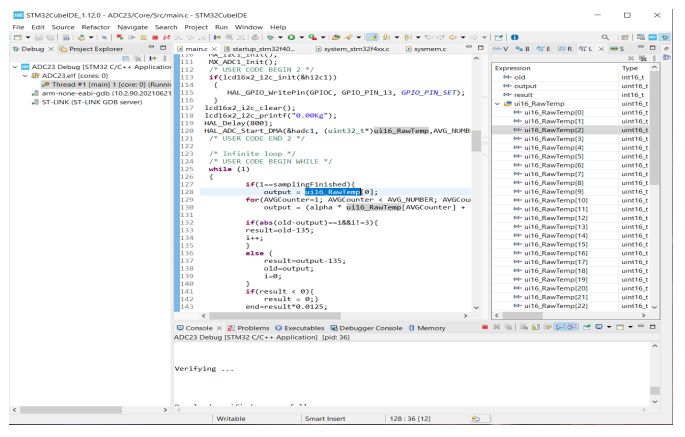 STM32CubeIDE_1.12.0 - ADC23/Core/Src/main.c - STM32CubeIDE
File Edit Source Refactor Navigate Search Project Run Window Help
Debug Project Explorer
ADC23 Debug [STM32 C/C++ Application
ADC23.elf [cores: 0]
Thread #1 [main] 1 [core: 0] (Runni
arm-none-eabi-gdb (10.2.90.20210621
ST-LINK (ST-LINK GDB server)
main.c startup_stm32f40... system_stm32f4xx.c sysmem.c
110 MX_I2C1_Init();
111 MX_ADC1_Init();
112 /* USER CODE BEGIN 2 */
113 if(lcd16x2_i2c_init(&hi2c1))
114 {
115 HAL_GPIO_WritePin(GPIOC, GPIO_PIN_13, GPIO_PIN_SET);
116 }
117 lcd16x2_i2c_clear();
118 lcd16x2_i2c_printf("0.00Kg");
119 HAL_Delay(800);
120 HAL_ADC_Start_DMA(&hadc1, (uint32_t*)ui16_RawTemp,AVG_NUMB
121 /* USER CODE END 2 */
122
123 /* Infinite loop */
124 /* USER CODE BEGIN WHILE */
125 while (1)
126 {
127 if(1==samplingFinished){
128 output = ui16_RawTemp[0];
129 for(AVGCounter=1; AVGCounter < AVG_NUMBER; AVGCou
130 output = (alpha * ui16_RawTemp[AVGCounter] +
131
132 if(abs(old-output)==1&&i!=3){
133 result=old-135;
134 i++;
135 }
136 else {
137 result=output-135;
138 old=output;
139 i=0;
140 }
141 if(result < 0){
142 result = 0;}
143 end=result*0.0125;
Expression Type
old int16_t
output uint16_t
result int16_t
ui16_RawTemp uint16_t
ui16_RawTemp[0] uint16_t
ui16_RawTemp[1] uint16_t
ui16_RawTemp[2] uint16_t
ui16_RawTemp[3] uint16_t
ui16_RawTemp[4] uint16_t
ui16_RawTemp[5] uint16_t
ui16_RawTemp[6] uint16_t
ui16_RawTemp[7] uint16_t
ui16_RawTemp[8] uint16_t
ui16_RawTemp[9] uint16_t
ui16_RawTemp[10] uint16_t
ui16_RawTemp[11] uint16_t
ui16_RawTemp[12] uint16_t
ui16_RawTemp[13] uint16_t
ui16_RawTemp[14] uint16_t
ui16_RawTemp[15] uint16_t
ui16_RawTemp[16] uint16_t
ui16_RawTemp[17] uint16_t
ui16_RawTemp[18] uint16_t
ui16_RawTemp[19] uint16_t
ui16_RawTemp[20] uint16_t
ui16_RawTemp[21] uint16_t
ui16_RawTemp[22] uint16_t
Console Problems Executables Debugger Console Memory
ADC23 Debug [STM32 C/C++ Application] [pid: 36]
Verifying ...
Writable Smart Insert 128 : 36 [12]